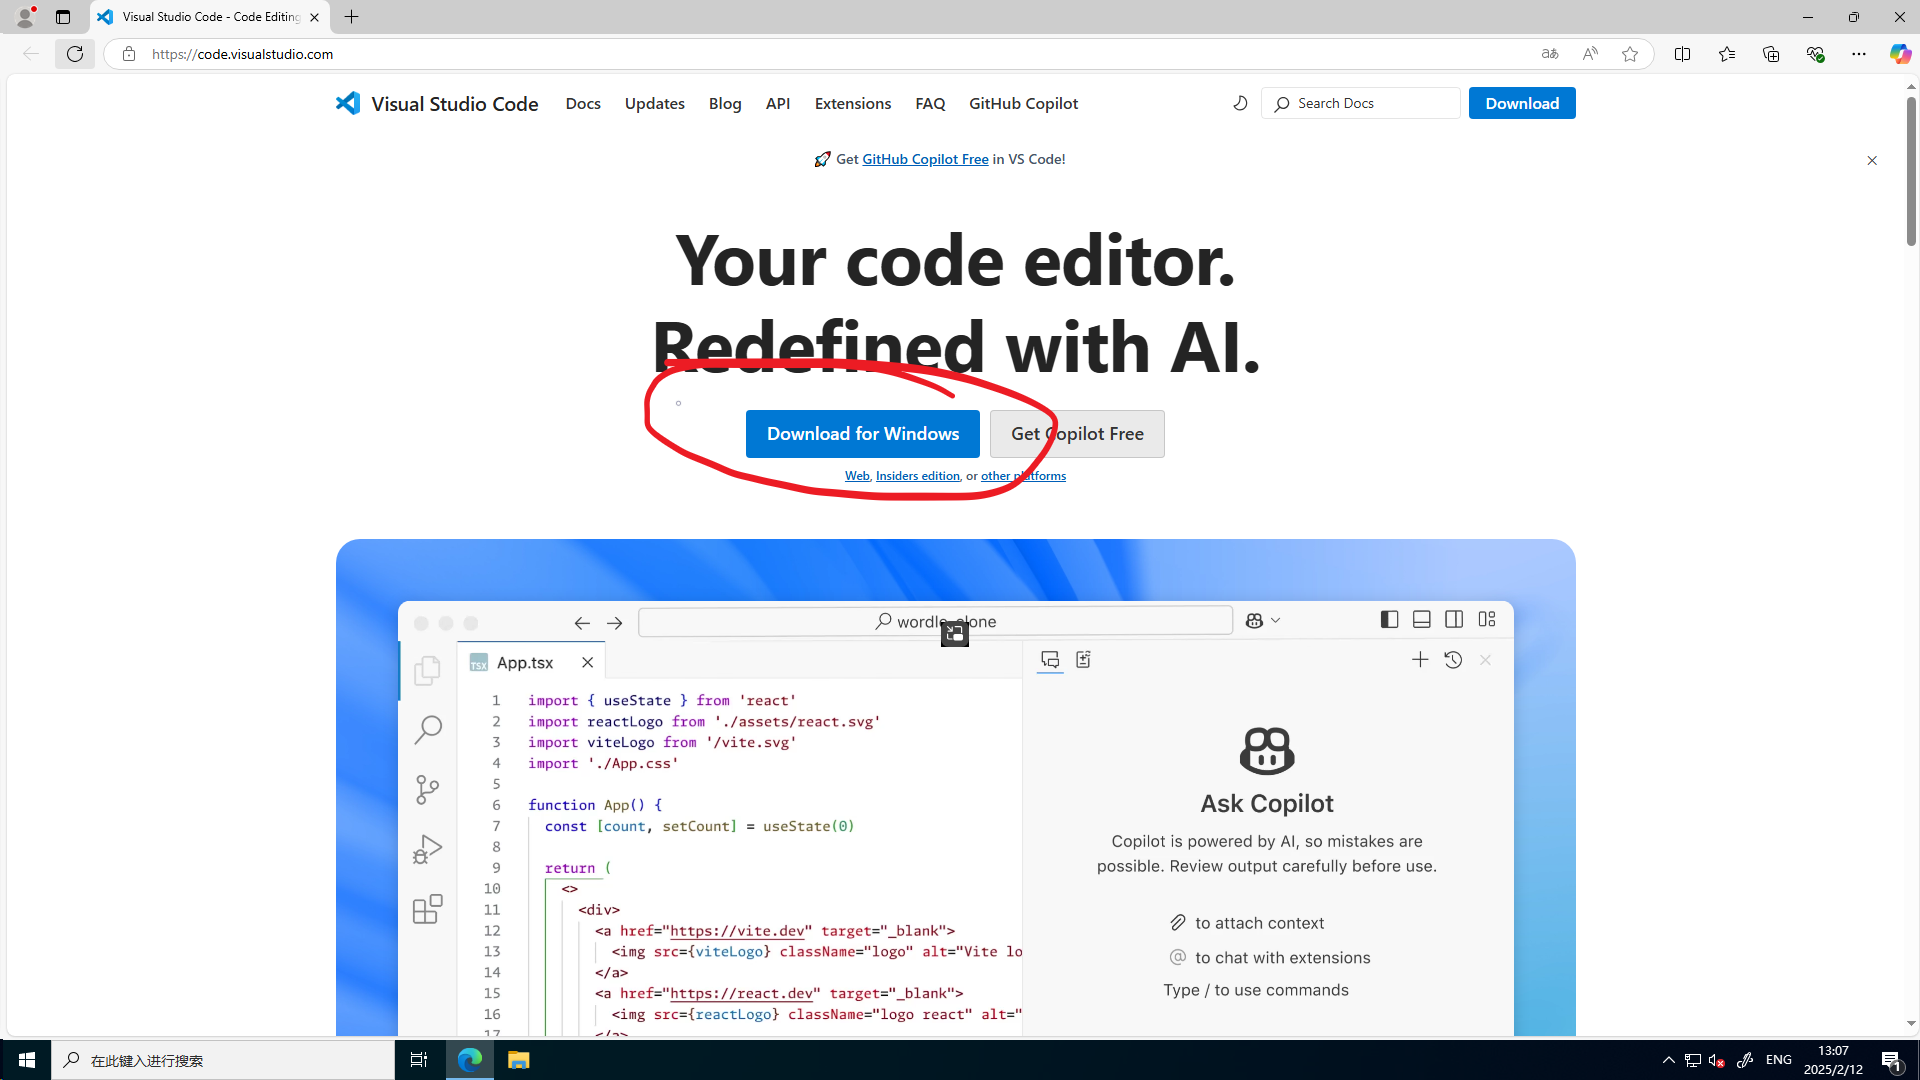 Visual Studio Code - Code Editing
https://code.visualstudio.com
Visual Studio Code Docs Updates Blog API Extensions FAQ GitHub Copilot Search Docs Download
Get GitHub Copilot Free in VS Code!
Your code editor.
Redefined with AI.
Download for Windows Get Copilot Free
Web, Insiders edition, or other platforms
wordle clone
TSX App.tsx
1 import { useState } from 'react'
2 import reactLogo from './assets/react.svg'
3 import viteLogo from '/vite.svg'
4 import './App.css'
5
6 function App() {
7 const [count, setCount] = useState(0)
8
9 return (
10 <>
11 <div>
12 <a href="https://vite.dev" target="_blank">
13 <img src={viteLogo} className="logo" alt="Vite lo
14 </a>
15 <a href="https://react.dev" target="_blank">
16 <img src={reactLogo} className="logo react" alt="
17 </a>
Ask Copilot
Copilot is powered by AI, so mistakes are
possible. Review output carefully before use.
to attach context
@ to chat with extensions
Type / to use commands
在此键入进行搜索
ENG
13:07
2025/2/12
1